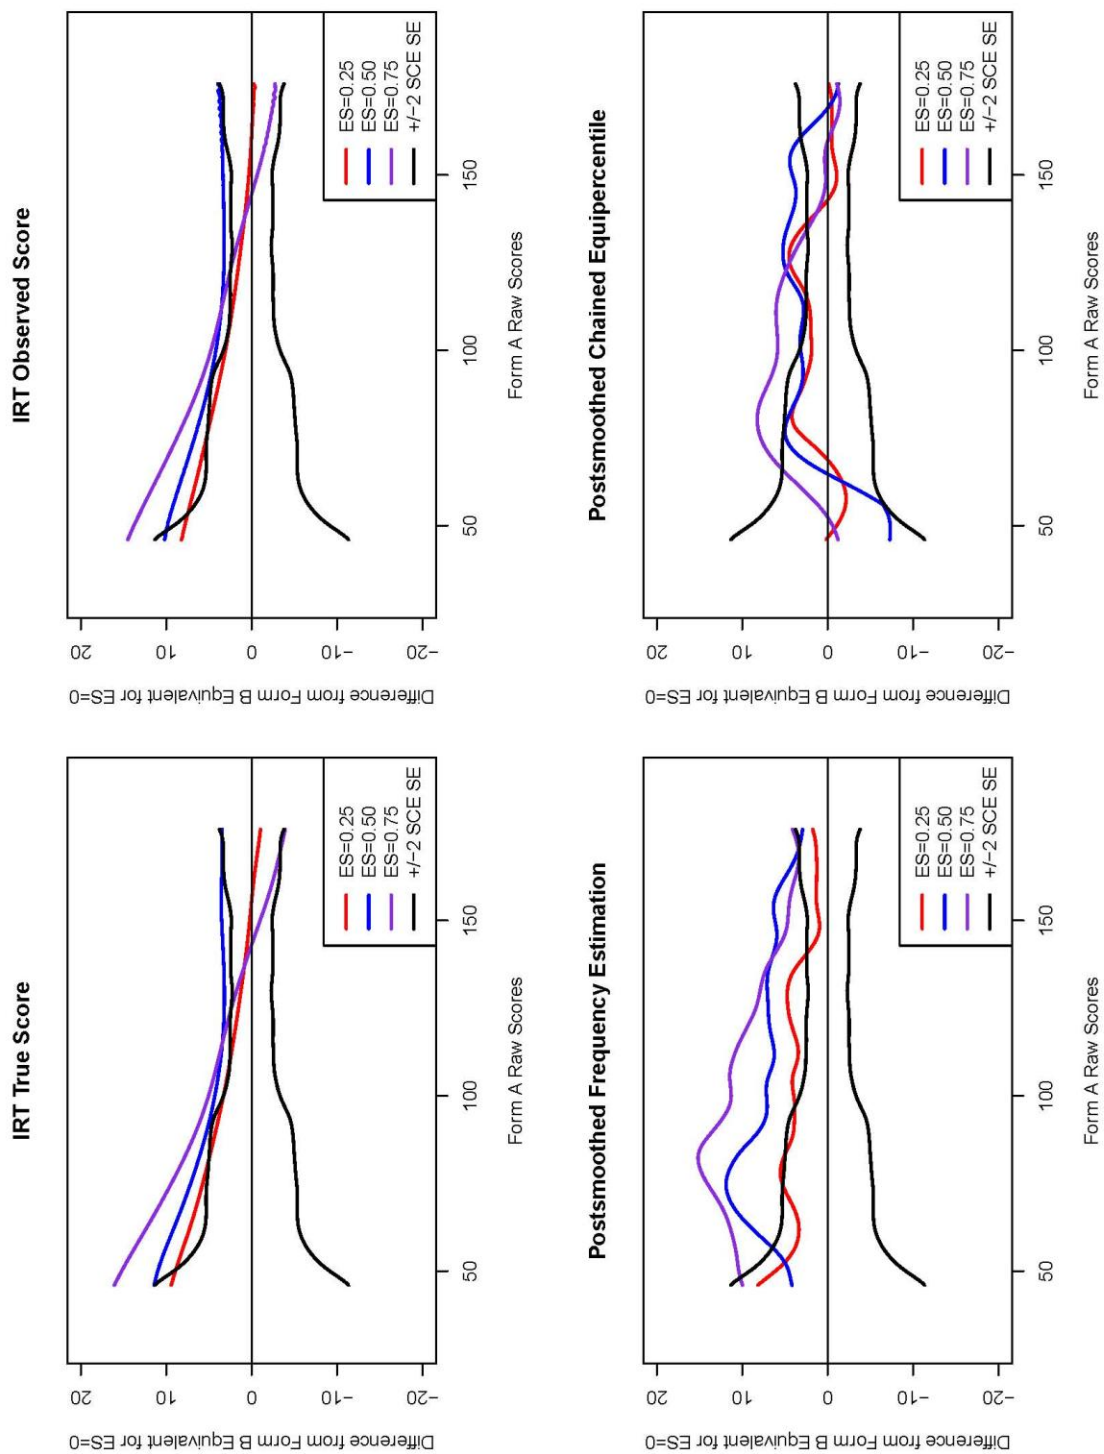 IRT True Score
Difference from Form B Equivalent for ES=0
20
10
0
-10
-20
50
100
150
Form A Raw Scores
ES=0.25
ES=0.50
ES=0.75
+/-2 SCE SE
IRT Observed Score
Difference from Form B Equivalent for ES=0
20
10
0
-10
-20
50
100
150
Form A Raw Scores
ES=0.25
ES=0.50
ES=0.75
+/-2 SCE SE
Postsmoothed Frequency Estimation
Difference from Form B Equivalent for ES=0
20
10
0
-10
-20
50
100
150
Form A Raw Scores
ES=0.25
ES=0.50
ES=0.75
+/-2 SCE SE
Postsmoothed Chained Equipercentile
Difference from Form B Equivalent for ES=0
20
10
0
-10
-20
50
100
150
Form A Raw Scores
ES=0.25
ES=0.50
ES=0.75
+/-2 SCE SE